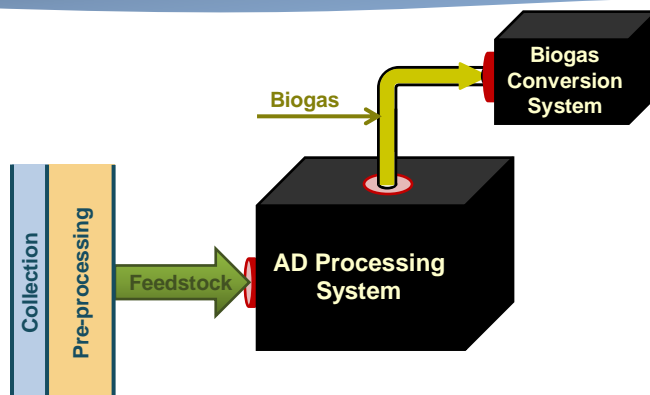 Biogas
Conversion
System
Biogas
AD Processing
System
Feedstock
Collection
Pre-processing